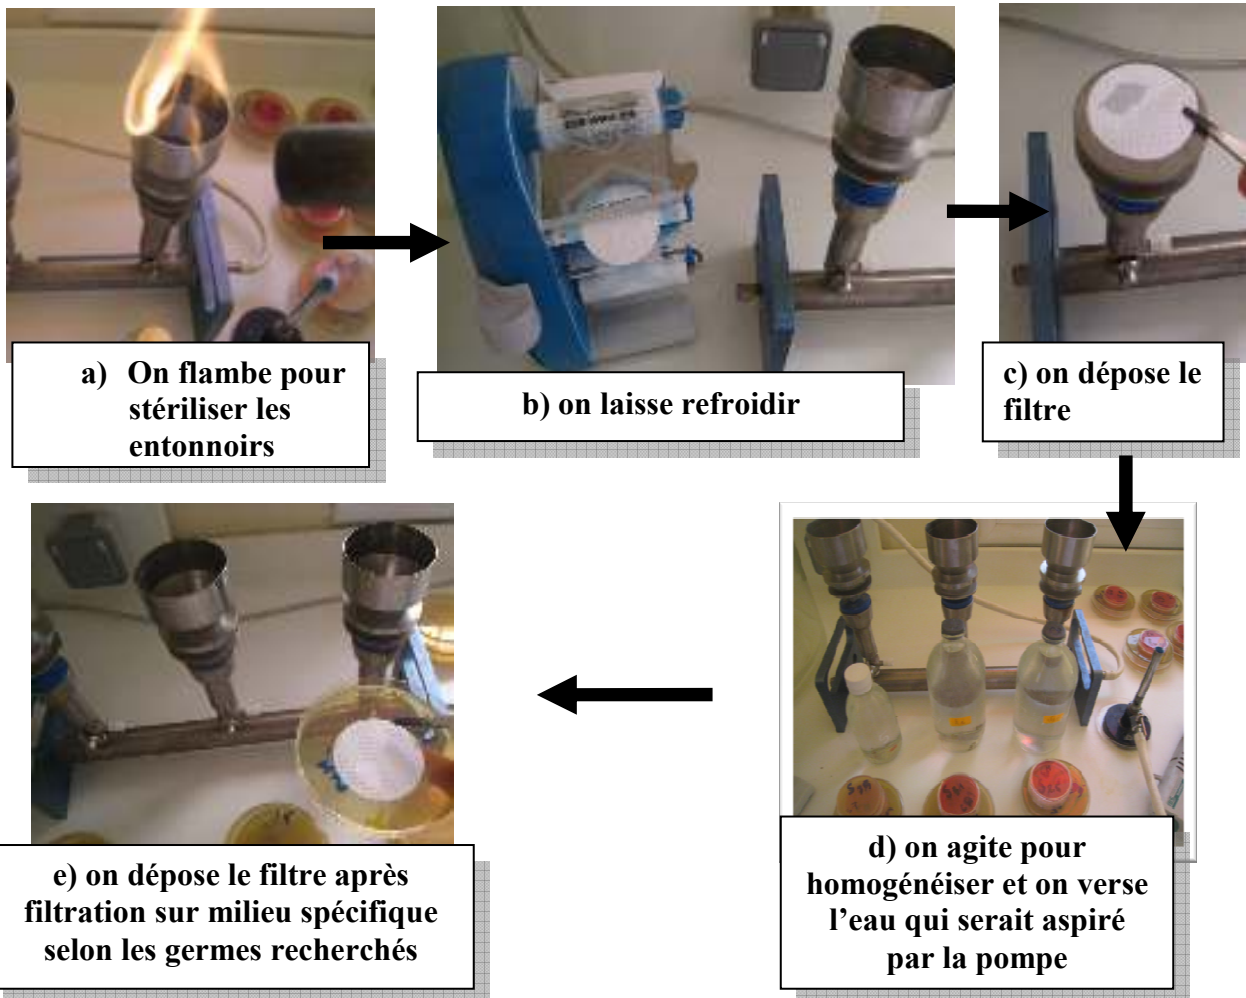 a) On flambe pour
stériliser les
entonnoirs
b) on laisse refroidir
c) on dépose le
filtre
d) on agite pour
homogénéiser et on verse
l’eau qui serait aspiré
par la pompe
e) on dépose le filtre après
filtration sur milieu spécifique
selon les germes recherchés